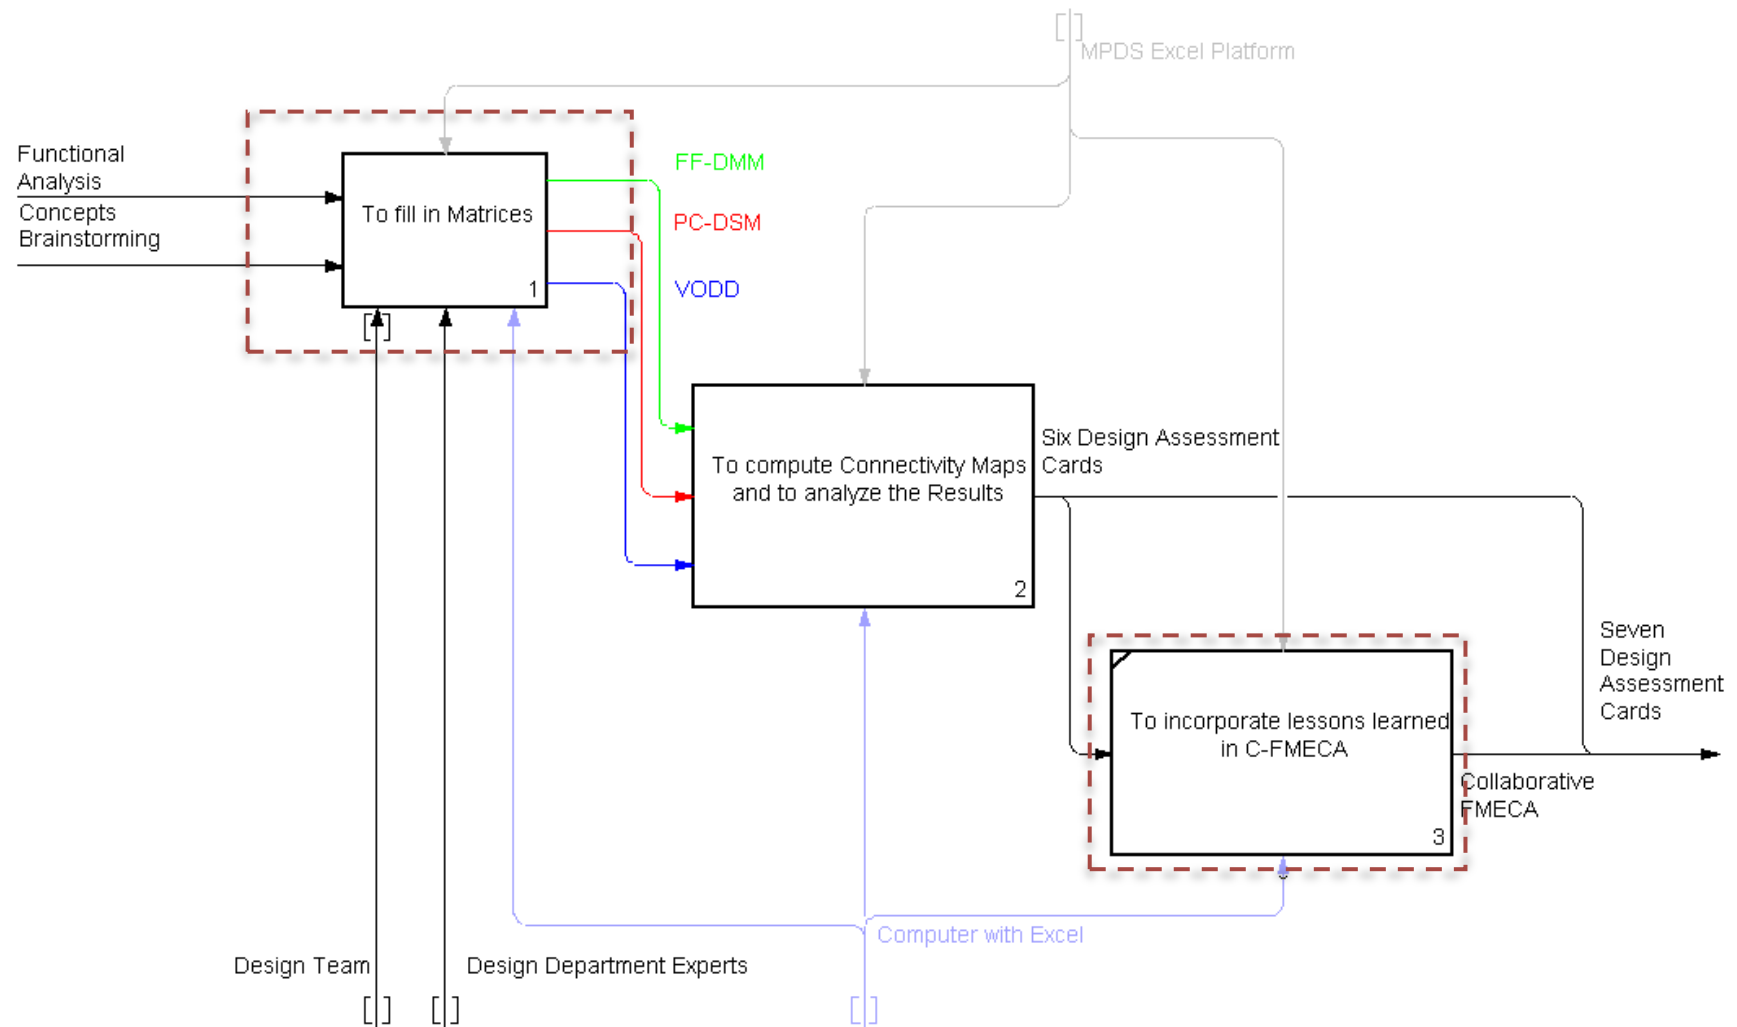 MPDS Excel Platform
Functional
Analysis
Concepts
Brainstorming
To fill in Matrices
1
FF-DMM
PC-DSM
VODD
To compute Connectivity Maps
and to analyze the Results
2
Six Design Assessment
Cards
Seven
Design
Assessment
Cards
To incorporate lessons learned
in C-FMECA
3
Collaborative
FMECA
Computer with Excel
Design Team
Design Department Experts